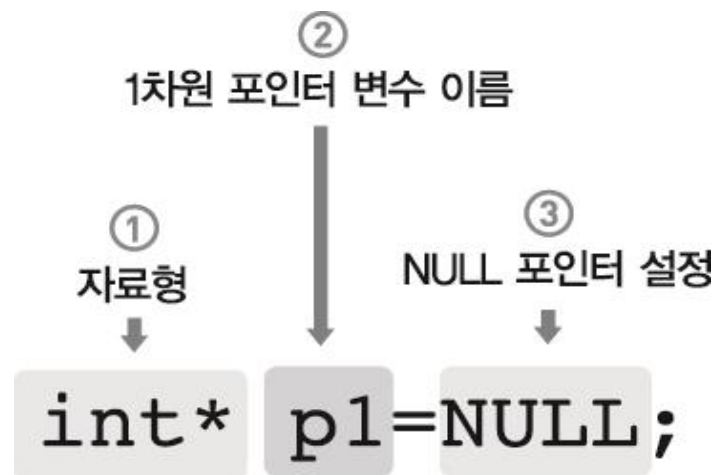 ②
1차원 포인터 변수 이름
①
자료형
③
NULL 포인터 설정
int* p1=NULL;